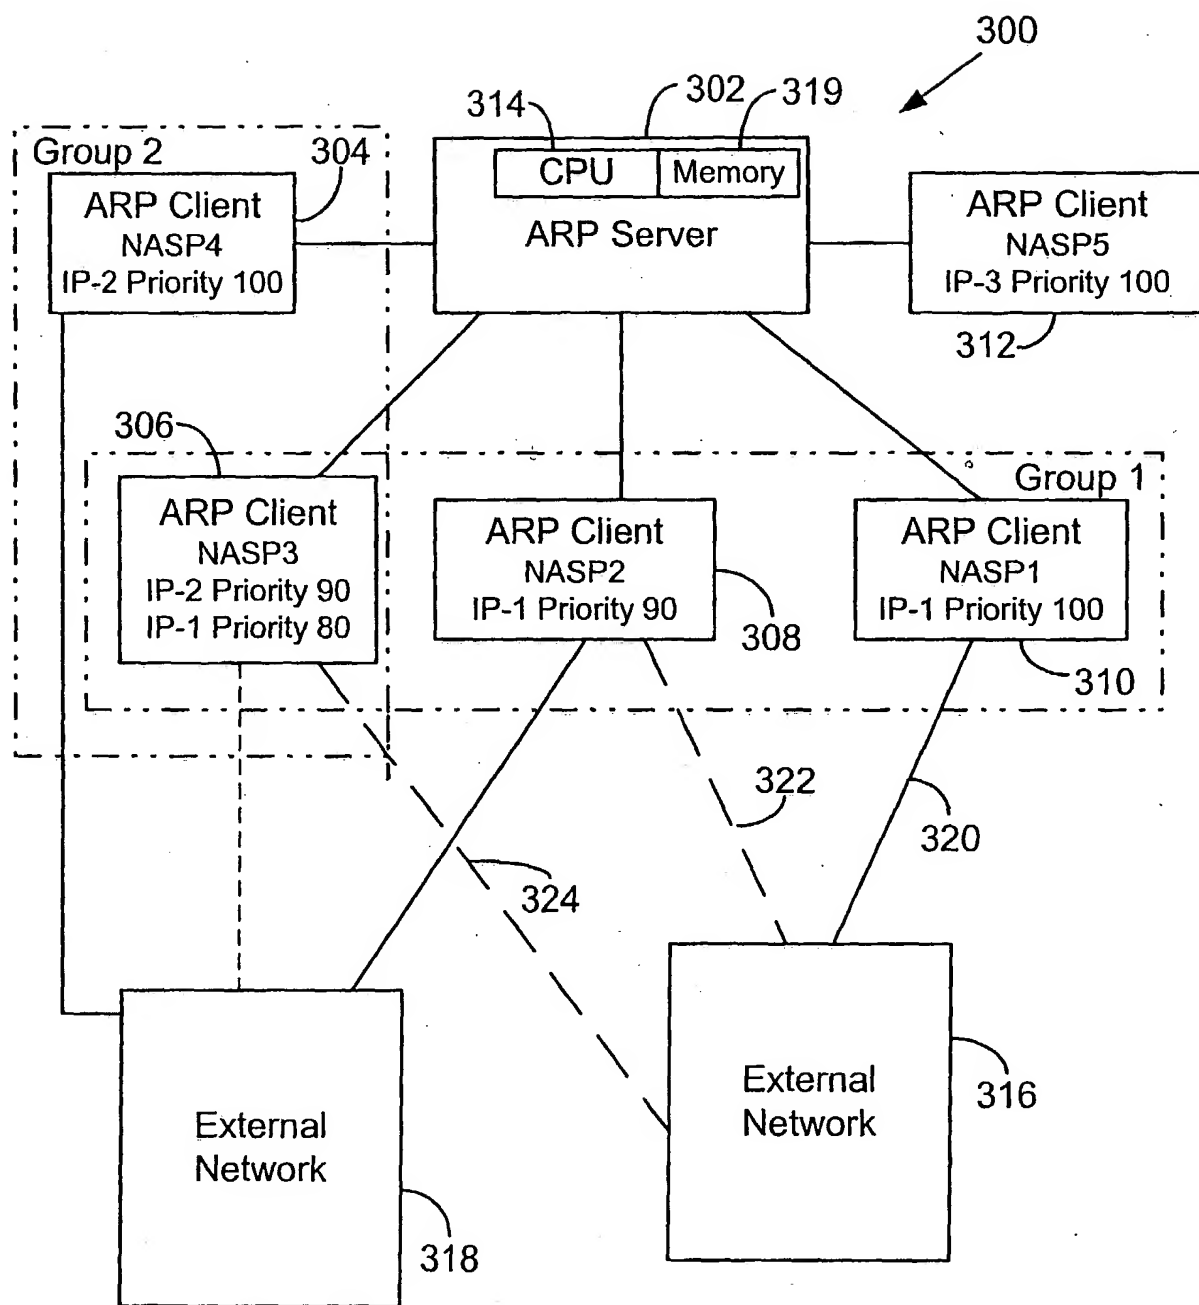 300
314
302
319
Group 2
304
CPU
Memory
ARP Client
NASP4
IP-2 Priority 100
ARP Server
ARP Client
NASP5
IP-3 Priority 100
312
306
Group 1
ARP Client
NASP3
IP-2 Priority 90
IP-1 Priority 80
ARP Client
NASP2
IP-1 Priority 90
308
ARP Client
NASP1
IP-1 Priority 100
310
322
320
324
External
Network
316
External
Network
318